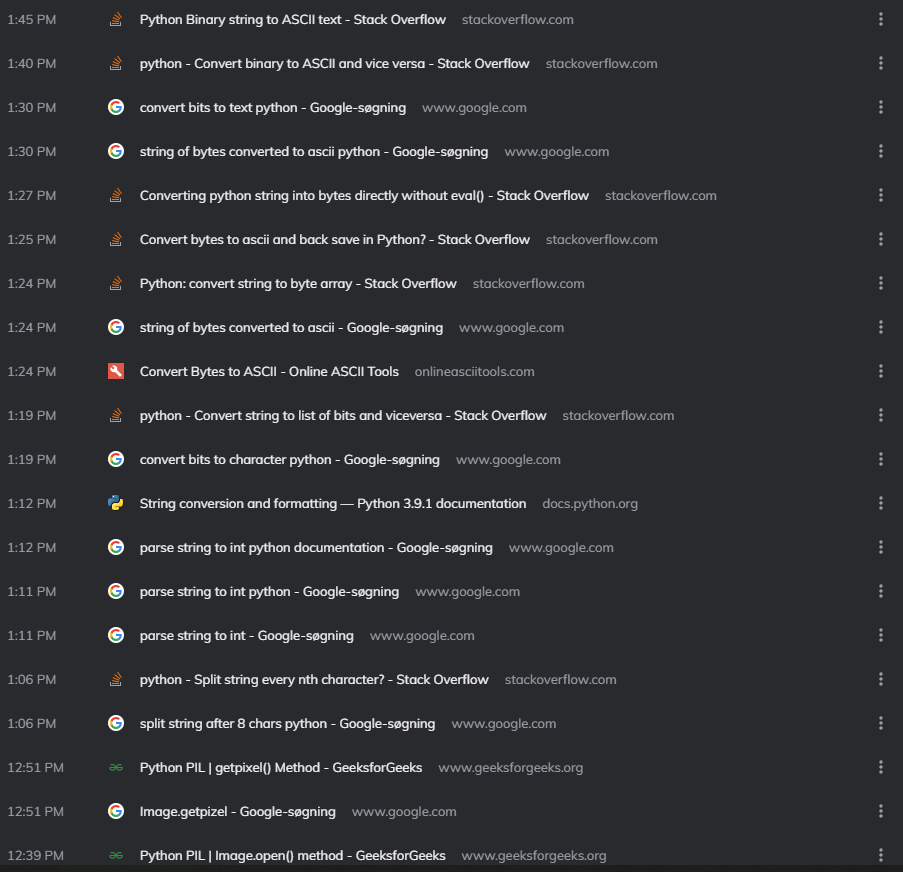 1:45 PM Python Binary string to ASCII text - Stack Overflow stackoverflow.com
1:40 PM python - Convert binary to ASCII and vice versa - Stack Overflow stackoverflow.com
1:30 PM convert bits to text python - Google-søgning www.google.com
1:30 PM string of bytes converted to ascii python - Google-søgning www.google.com
1:27 PM Converting python string into bytes directly without eval() - Stack Overflow stackoverflow.com
1:25 PM Convert bytes to ascii and back save in Python? - Stack Overflow stackoverflow.com
1:24 PM Python: convert string to byte array - Stack Overflow stackoverflow.com
1:24 PM string of bytes converted to ascii - Google-søgning www.google.com
1:24 PM Convert Bytes to ASCII - Online ASCII Tools onlineasciitools.com
1:19 PM python - Convert string to list of bits and viceversa - Stack Overflow stackoverflow.com
1:19 PM convert bits to character python - Google-søgning www.google.com
1:12 PM String conversion and formatting — Python 3.9.1 documentation docs.python.org
1:12 PM parse string to int python documentation - Google-søgning www.google.com
1:11 PM parse string to int python - Google-søgning www.google.com
1:11 PM parse string to int - Google-søgning www.google.com
1:06 PM python - Split string every nth character? - Stack Overflow stackoverflow.com
1:06 PM split string after 8 chars python - Google-søgning www.google.com
12:51 PM Python PIL | getpixel() Method - GeeksforGeeks www.geeksforgeeks.org
12:51 PM Image.getpizel - Google-søgning www.google.com
12:39 PM Python PIL | Image.open() method - GeeksforGeeks www.geeksforgeeks.org